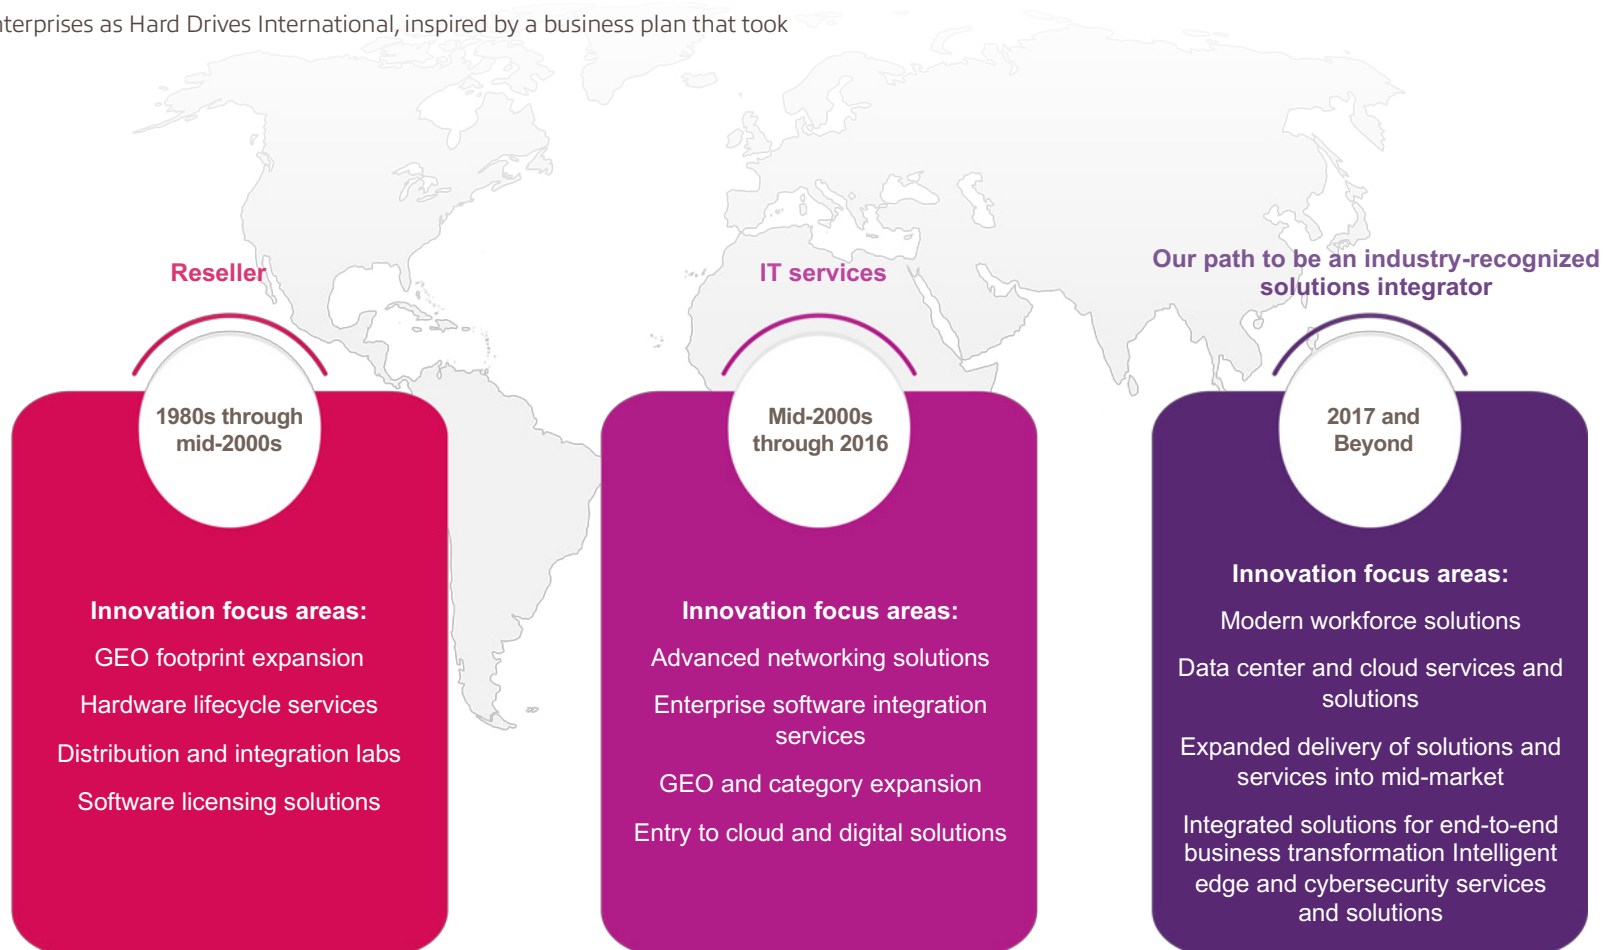 nterprises as Hard Drives International, inspired by a business plan that took
Reseller
1980s through
mid-2000s
Innovation focus areas:
GEO footprint expansion
Hardware lifecycle services
Distribution and integration labs
Software licensing solutions
IT services
Mid-2000s
through 2016
Innovation focus areas:
Advanced networking solutions
Enterprise software integration
services
GEO and category expansion
Entry to cloud and digital solutions
Our path to be an industry-recognized
solutions integrator
2017 and
Beyond
Innovation focus areas:
Modern workforce solutions
Data center and cloud services and
solutions
Expanded delivery of solutions and
services into mid-market
Integrated solutions for end-to-end
business transformation Intelligent
edge and cybersecurity services
and solutions